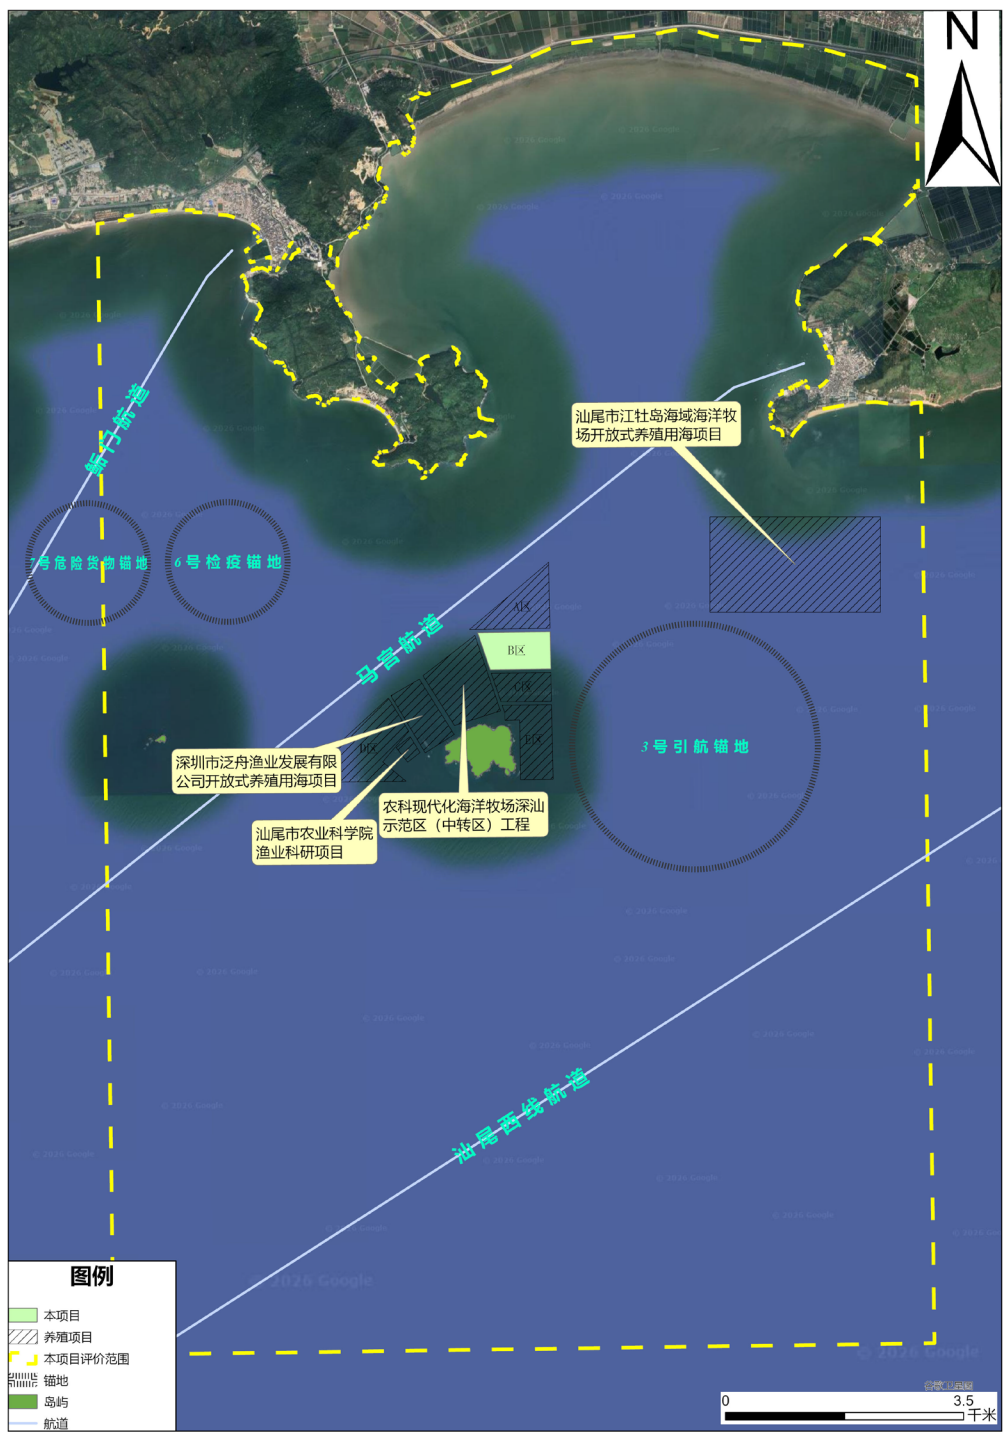 N
汕尾市江牡岛海域海洋牧
场开放式养殖用海项目
鲘门航道
7号危险货物锚地
6号检疫锚地
A区
马宫航道
B区
C区
D区
E区
3号引航锚地
深圳市泛舟渔业发展有限
公司开放式养殖用海项目
农科现代化海洋牧场深汕
示范区（中转区）工程
汕尾市农业科学院
渔业科研项目
汕尾西线航道
© 2026 Google
© 2026 Google
图例
本项目
养殖项目
本项目评价范围
锚地
岛屿
航道
0
3.5
千米